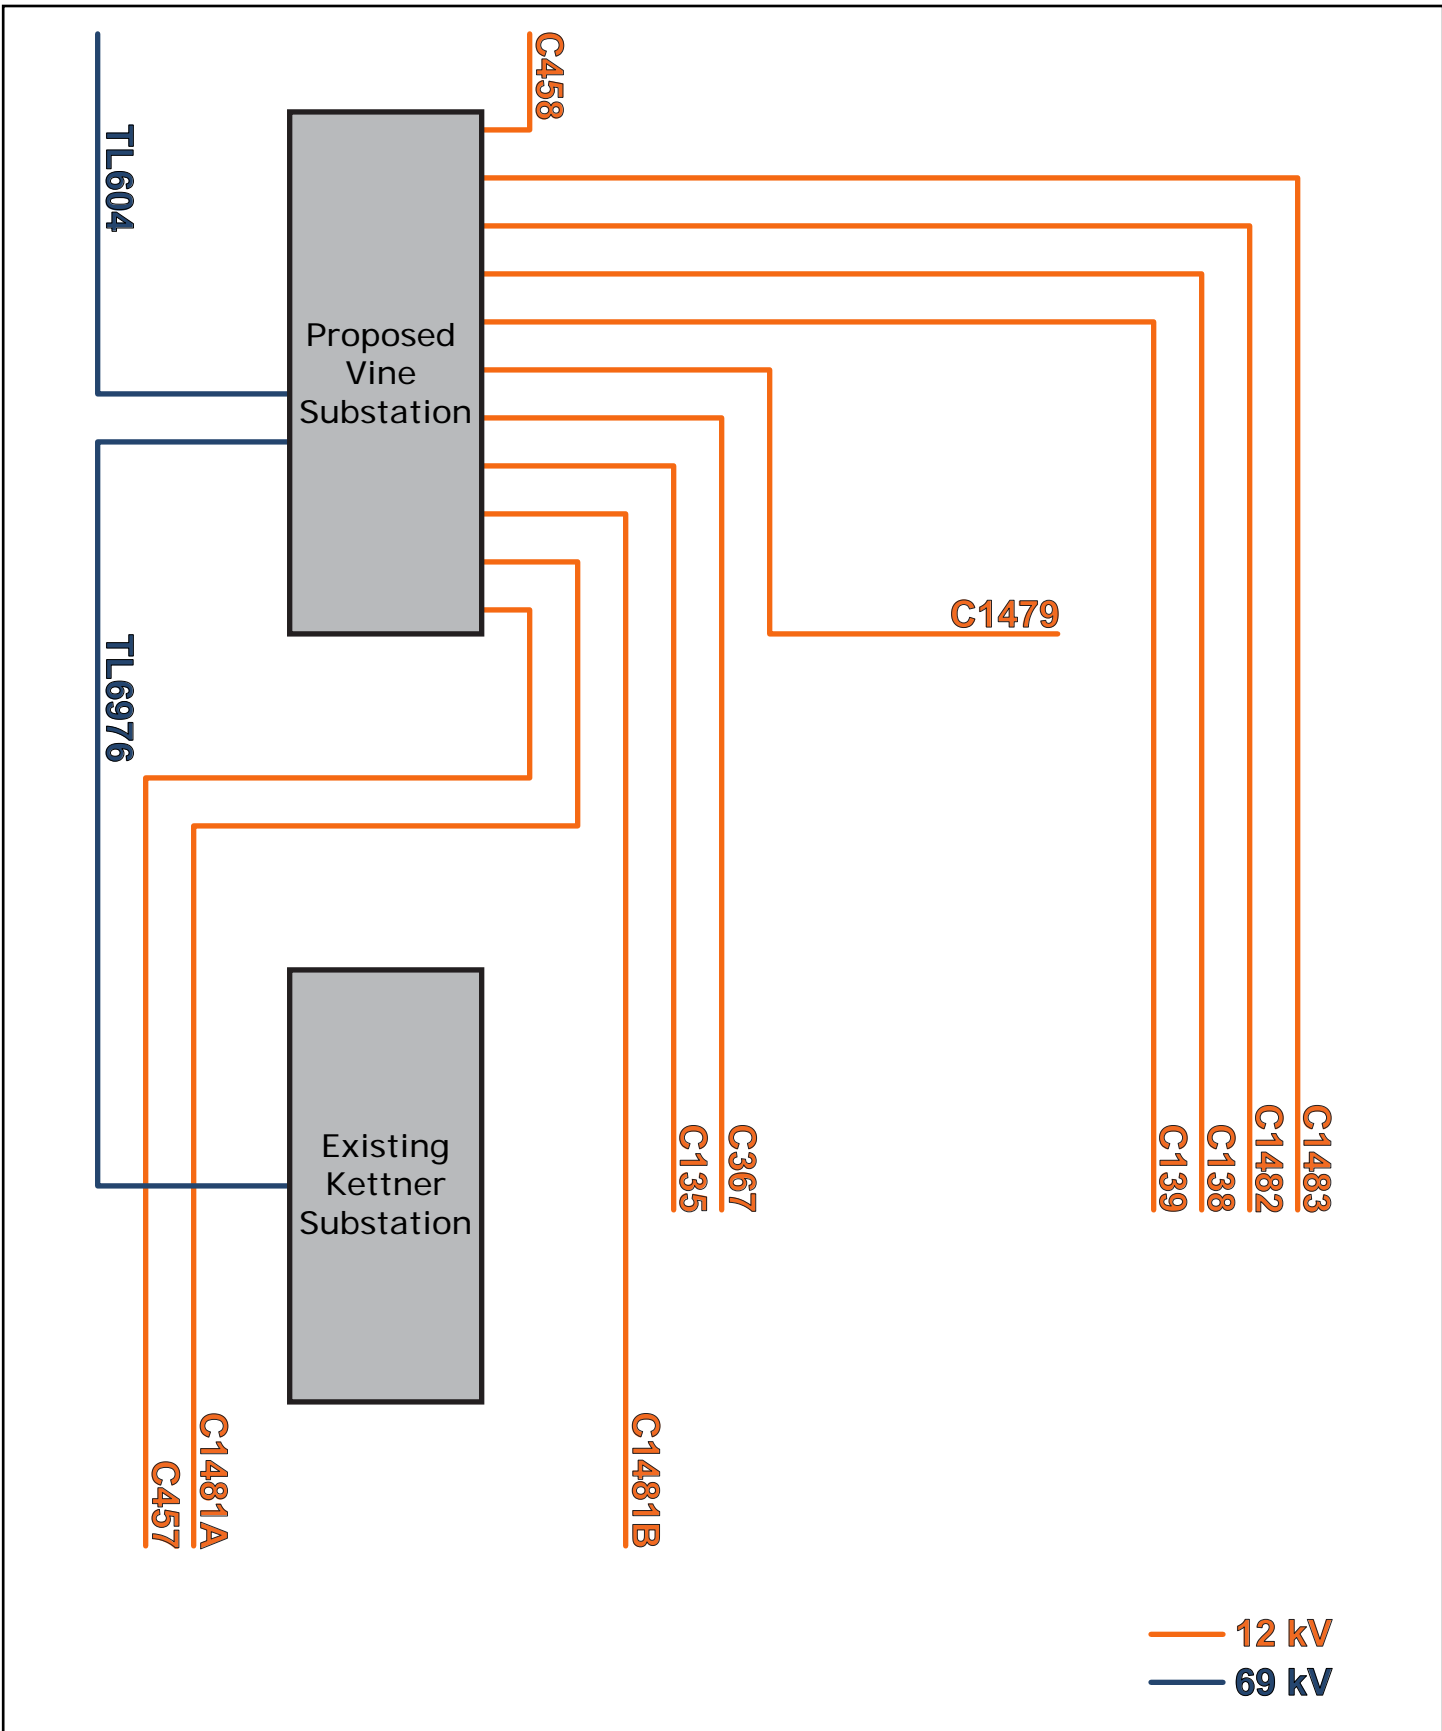 C458
TL604
Proposed
Vine
Substation
C1479
TL6976
C1483
C1482
C138
C139
C367
C135
Existing
Kettner
Substation
C1481A
C457
C1481B
12 kV
69 kV